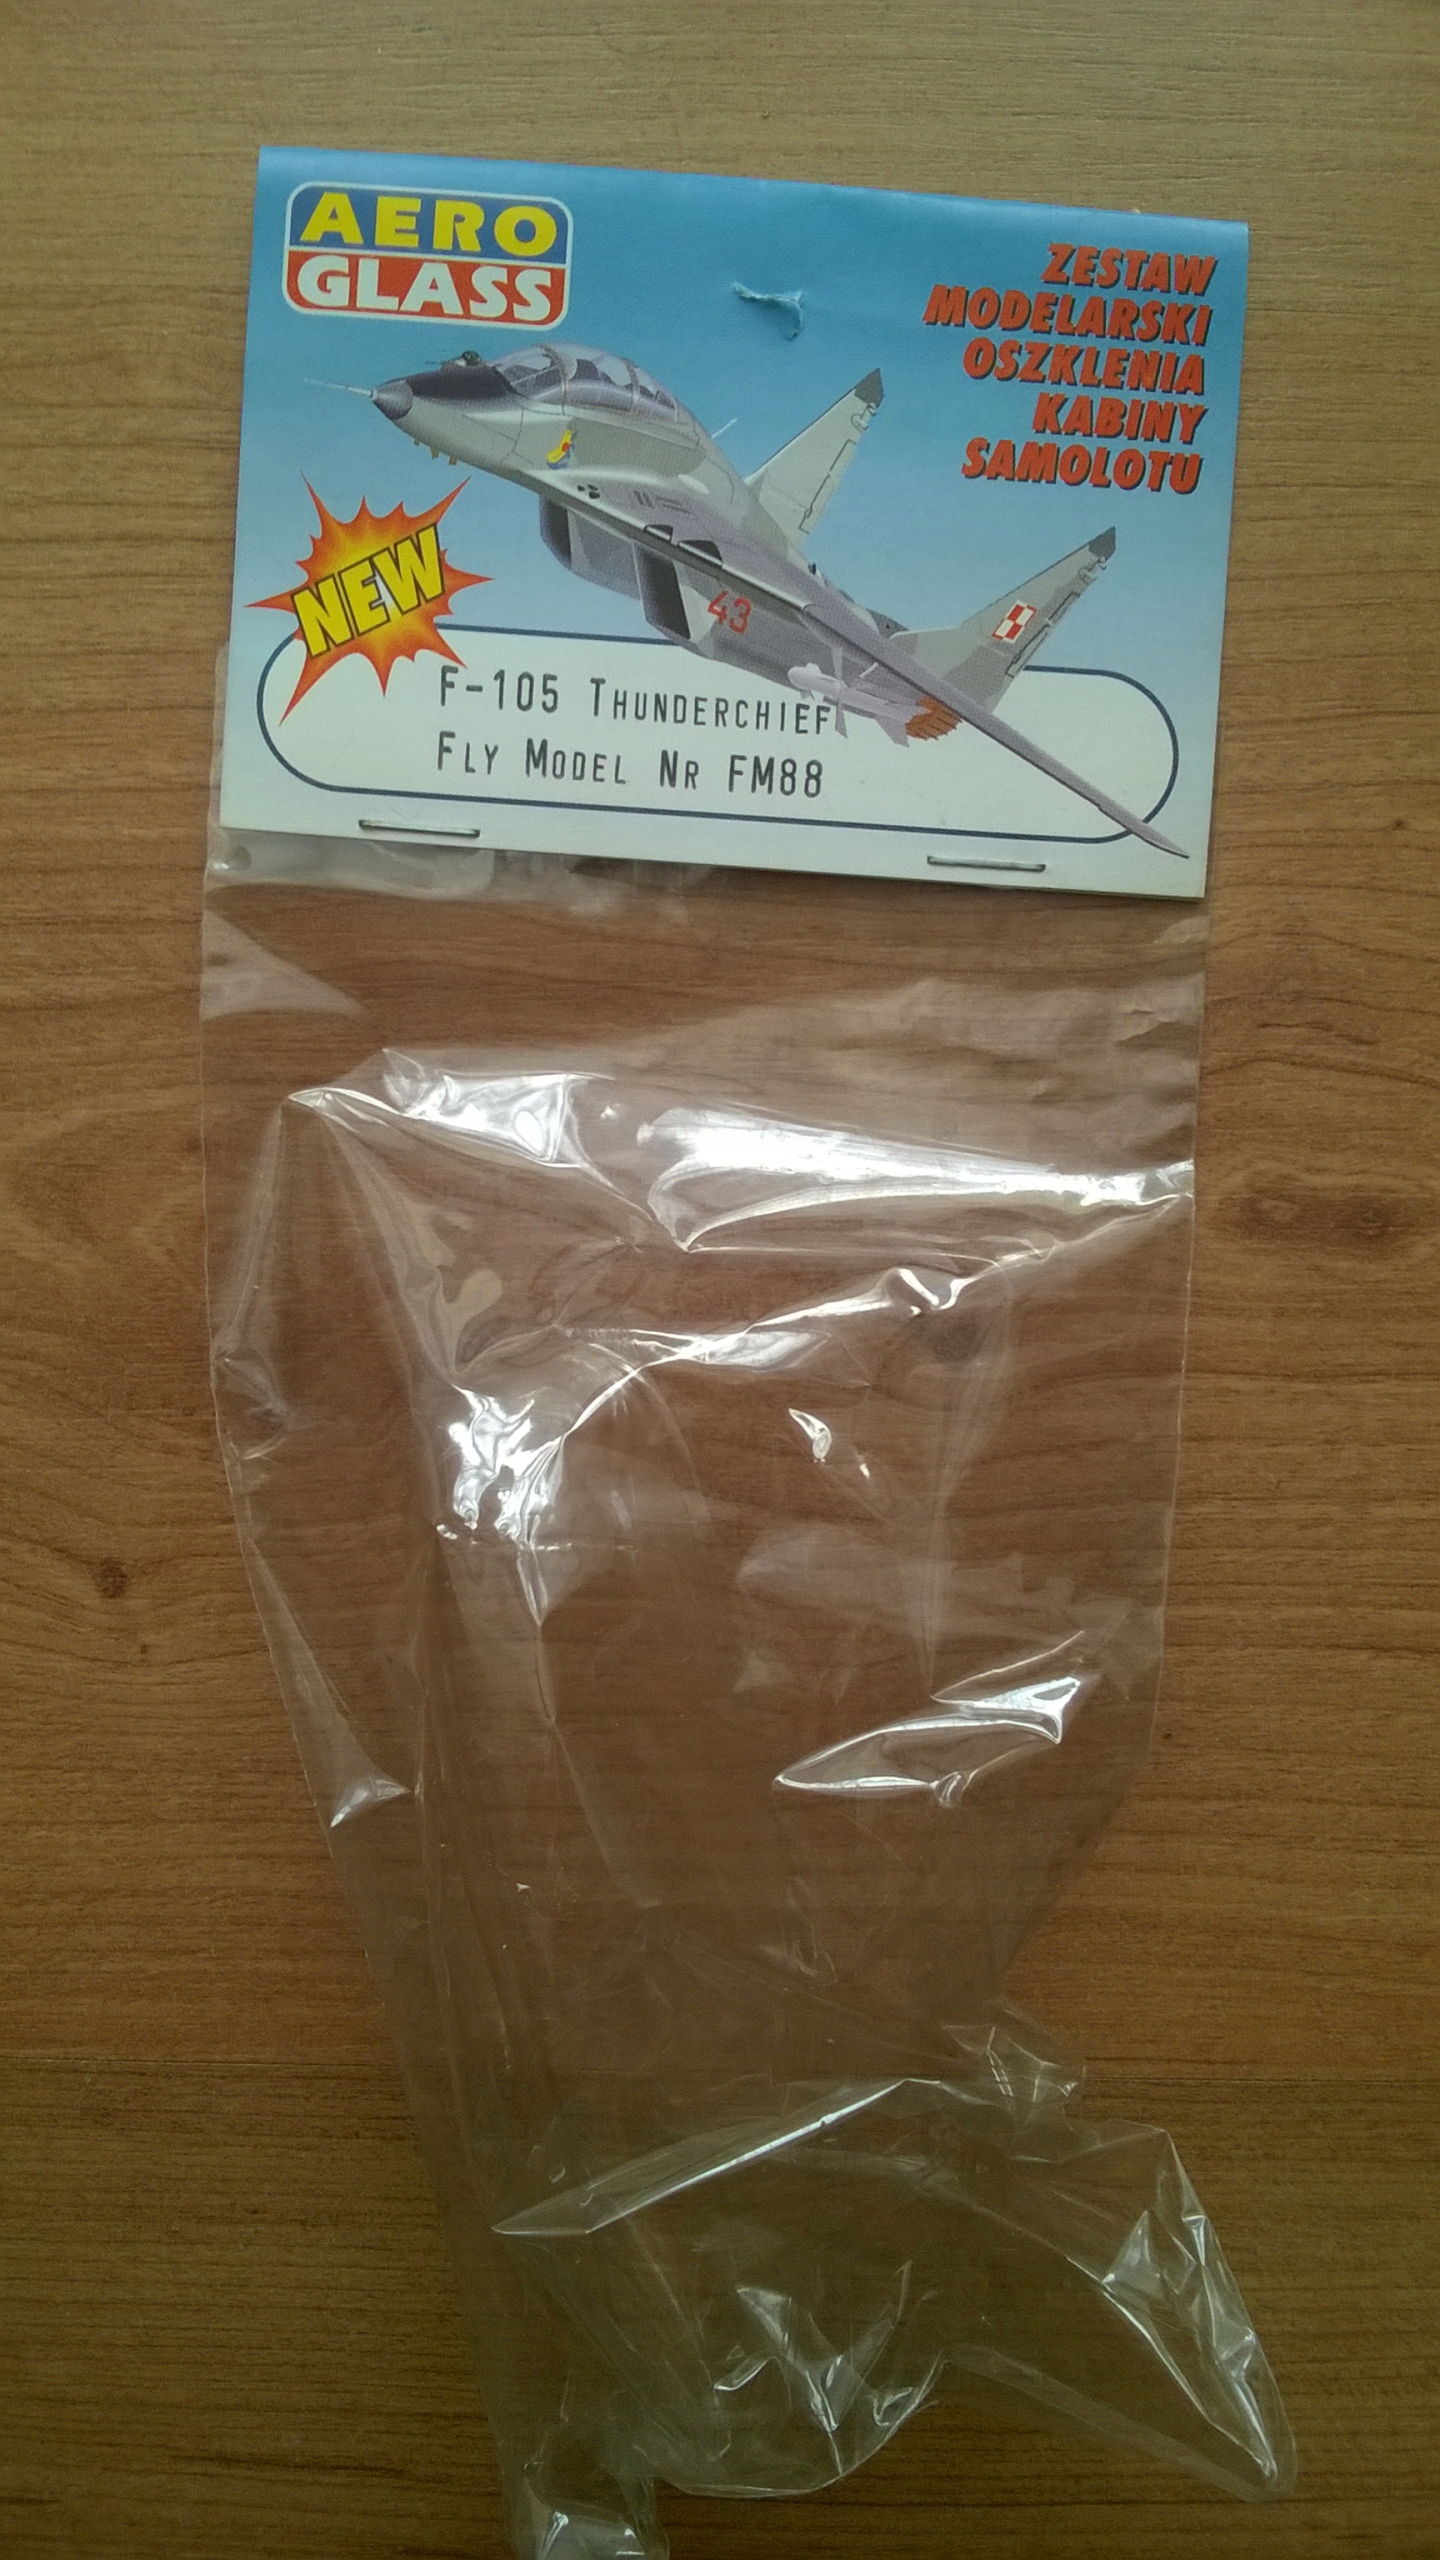 AERO
GLASS
ZESTAW
MODELARSKI
OSZKLENIA
KABINY
SAMOLOTU
NEW
43
F-105 THUNDERCHIEF
FLY MODEL NR FM88